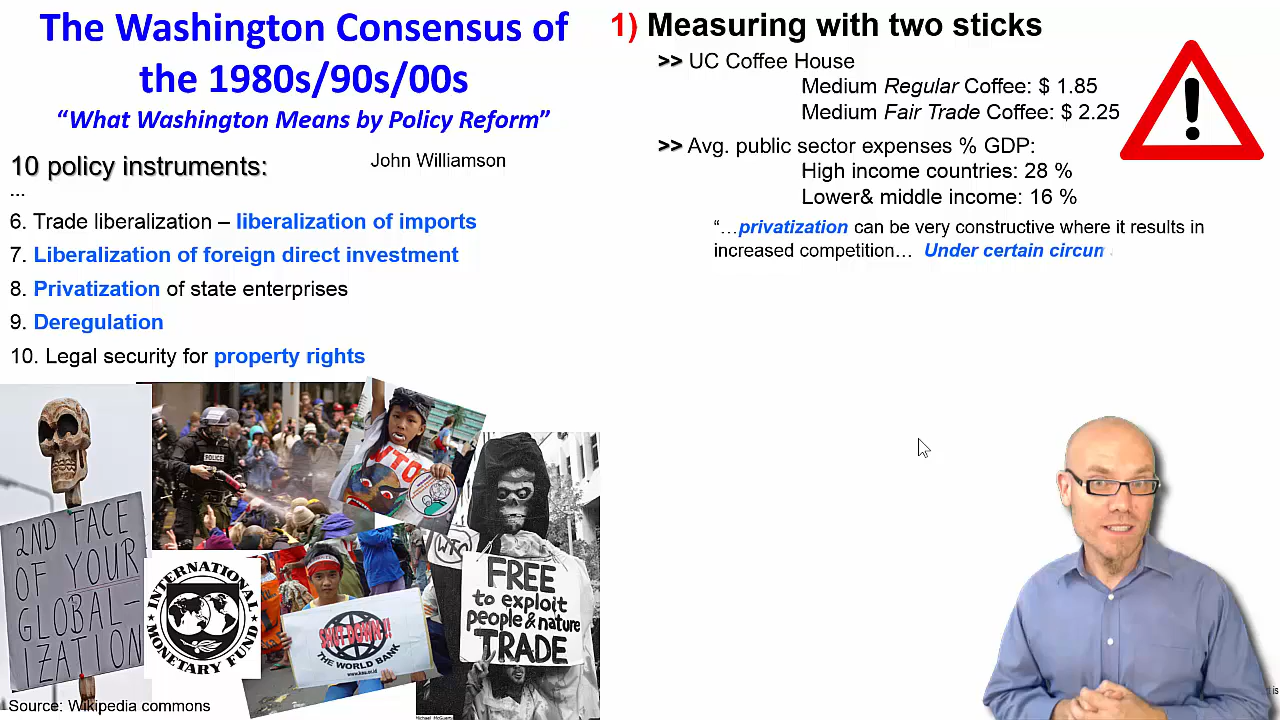 The Washington Consensus of
the 1980s/90s/00s
“What Washington Means by Policy Reform”
John Williamson
10 policy instruments:
...
6. Trade liberalization – liberalization of imports
7. Liberalization of foreign direct investment
8. Privatization of state enterprises
9. Deregulation
10. Legal security for property rights
2ND FACE
OF YOUR
GLOBAL-
IZATION
POLICE
WTO
INTERNATIONAL
MONETARY FUND
SHUT DOWN!!
THE WORLD BANK
WTO
FREE
to exploit
people & nature
TRADE
Source: Wikipedia commons
1) Measuring with two sticks
>> UC Coffee House
Medium Regular Coffee: $ 1.85
Medium Fair Trade Coffee: $ 2.25
>> Avg. public sector expenses % GDP:
High income countries: 28 %
Lower& middle income: 16 %
“…privatization can be very constructive where it results in
increased competition… Under certain circum